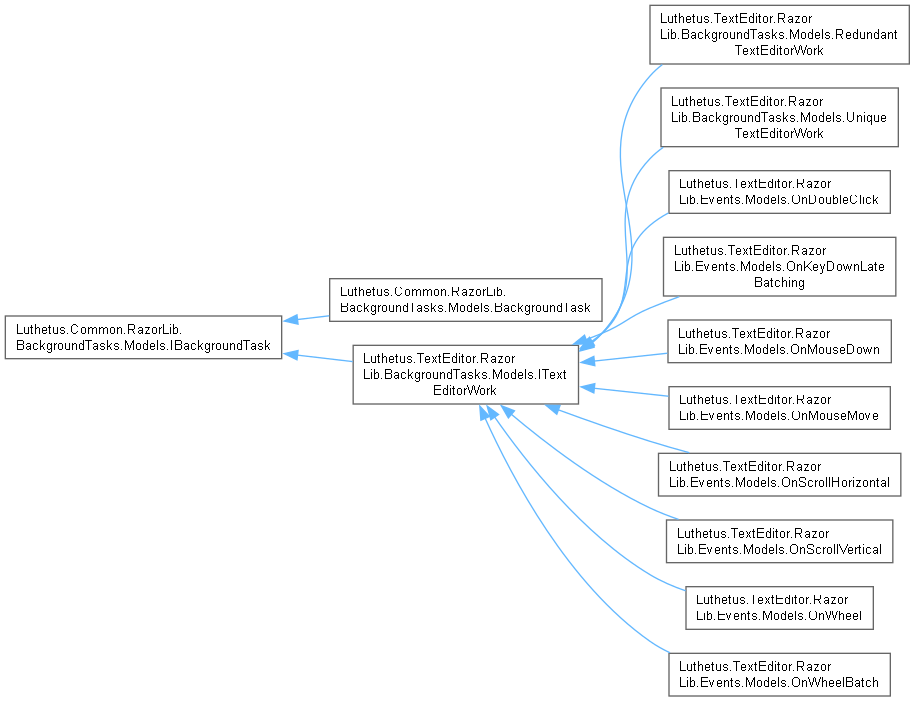 Luthetus.TextEditor.Razor
Lib.BackgroundTasks.Models.Redundant
TextEditorWork
Luthetus.TextEditor.Razor
Lib.BackgroundTasks.Models.Unique
TextEditorWork
Luthetus.TextEditor.Razor
Lib.Events.Models.OnDoubleClick
Luthetus.TextEditor.Razor
Lib.Events.Models.OnKeyDownLate
Batching
Luthetus.Common.RazorLib.
BackgroundTasks.Models.BackgroundTask
Luthetus.Common.RazorLib.
BackgroundTasks.Models.IBackgroundTask
Luthetus.TextEditor.Razor
Lib.Events.Models.OnMouseDown
Luthetus.TextEditor.Razor
Lib.BackgroundTasks.Models.IText
EditorWork
Luthetus.TextEditor.Razor
Lib.Events.Models.OnMouseMove
Luthetus.TextEditor.Razor
Lib.Events.Models.OnScrollHorizontal
Luthetus.TextEditor.Razor
Lib.Events.Models.OnScrollVertical
Luthetus.TextEditor.Razor
Lib.Events.Models.OnWheel
Luthetus.TextEditor.Razor
Lib.Events.Models.OnWheelBatch